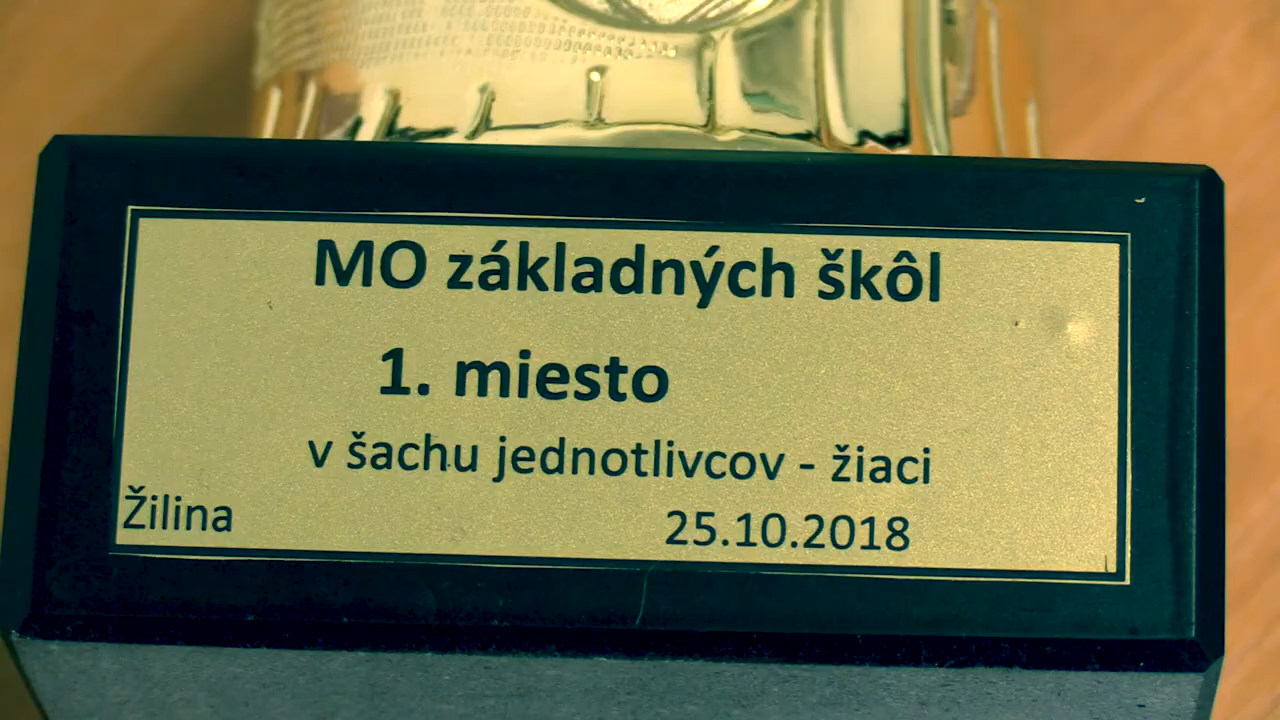 MO základných škôl
1. miesto
v šachu jednotlivcov - žiaci
Žilina 25.10.2018